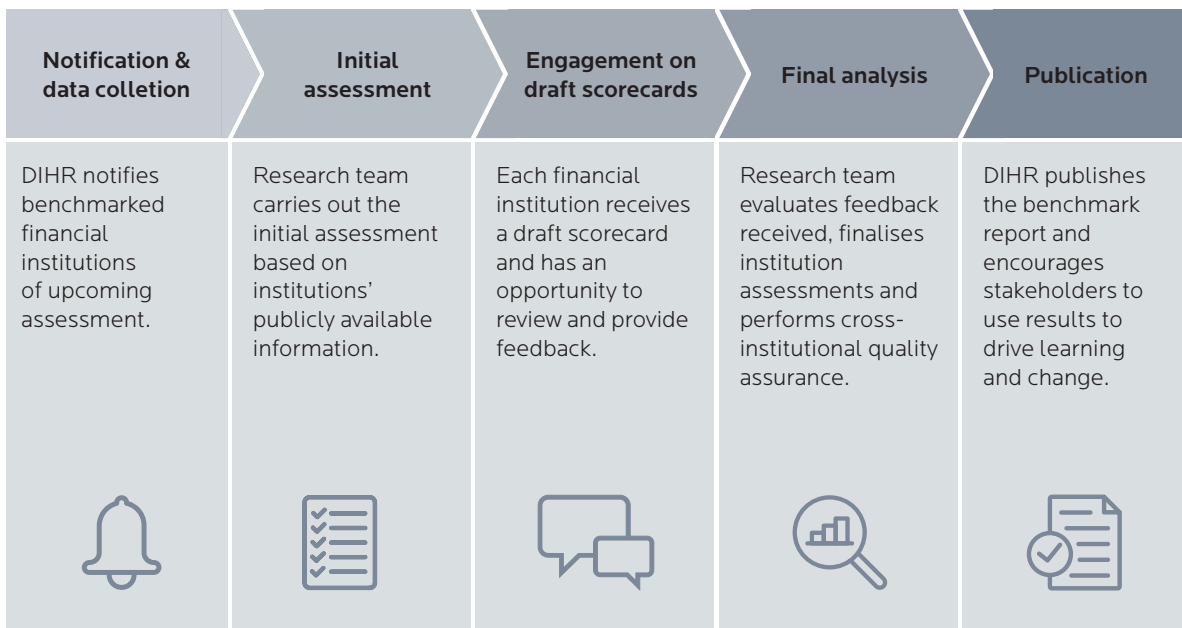 Notification &
data colletion
Initial
assessment
Engagement on
draft scorecards
Final analysis
Publication
DIHR notifies
benchmarked
financial
institutions
of upcoming
assessment.
Research team
carries out the
initial assessment
based on
institutions’
publicly available
information.
Each financial
institution receives
a draft scorecard
and has an
opportunity to
review and provide
feedback.
Research team
evaluates feedback
received, finalises
institution
assessments and
performs cross-
institutional quality
assurance.
DIHR publishes
the benchmark
report and
encourages
stakeholders to
use results to
drive learning
and change.